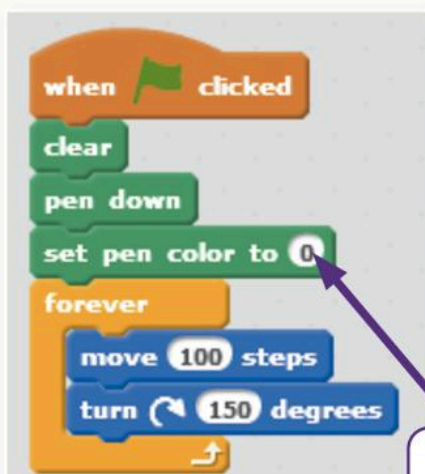 when clicked
clear
pen down
set pen color to 0
forever
move 100 steps
turn 150 degrees